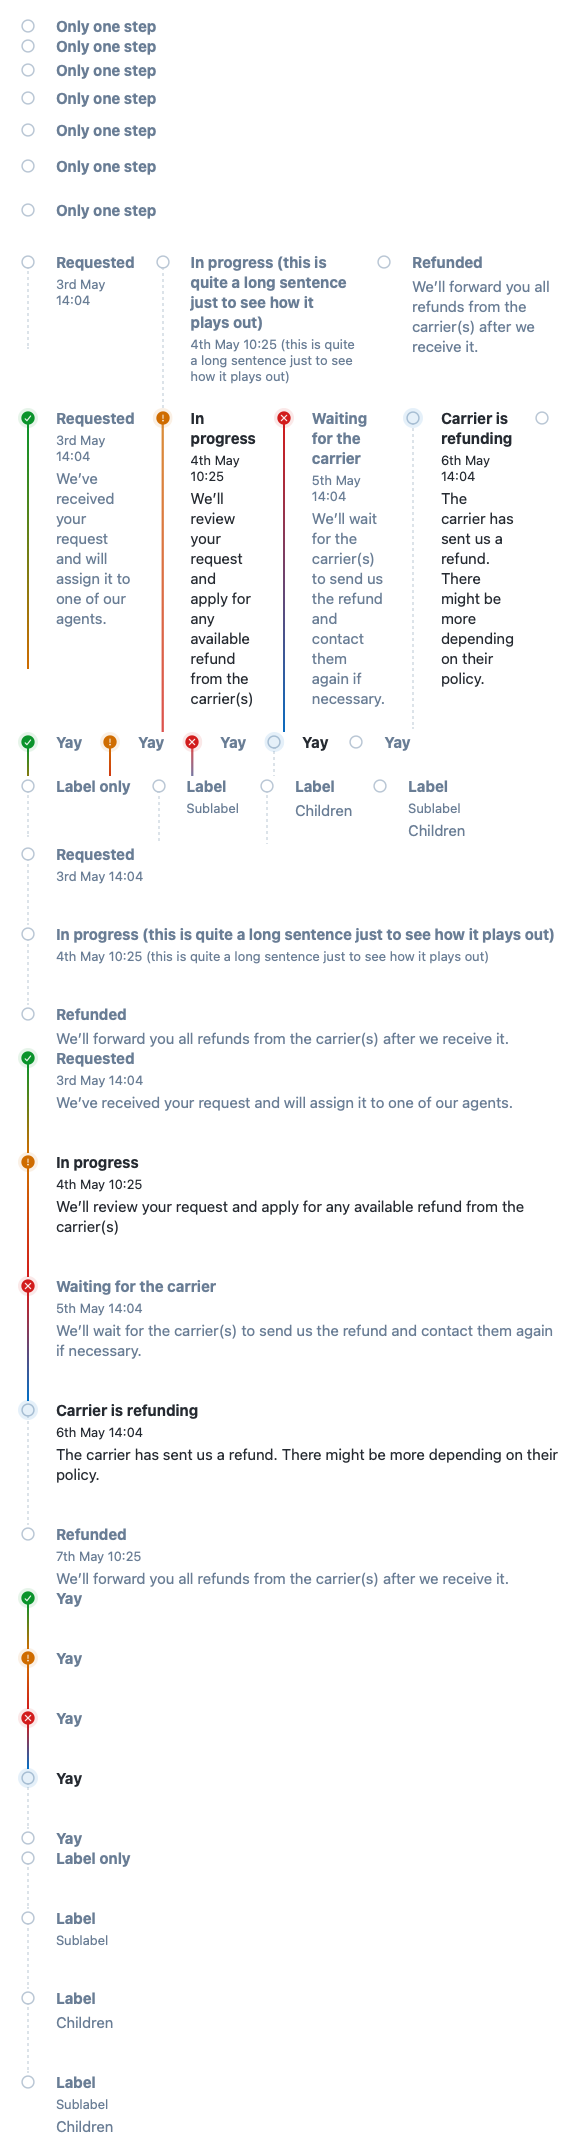 Only one step
Only one step
Only one step
Only one step
Only one step
Only one step
Only one step
Requested
3rd May
14:04
In progress (this is
quite a long sentence
just to see how it
plays out)
4th May 10:25 (this is quite
a long sentence just to see
how it plays out)
Refunded
We'll forward you all
refunds from the
carrier(s) after we
receive it.
Requested
3rd May
14:04
We've
received
your
request
and will
assign it to
one of our
agents.
In
progress
4th May
10:25
We'll
review
your
request
and
apply for
any
available
refund
from the
carrier(s)
Waiting
for the
carrier
5th May
14:04
We'll wait
for the
carrier(s)
to send us
the refund
and
contact
them
again if
necessary.
Carrier is
refunding
6th May
14:04
The
carrier has
sent us a
refund.
There
might be
more
depending
on their
policy.
Yay
Yay
Yay
Yay
Yay
Label only
Label
Sublabel
Label
Children
Label
Sublabel
Children
Requested
3rd May 14:04
In progress (this is quite a long sentence just to see how it plays out)
4th May 10:25 (this is quite a long sentence just to see how it plays out)
Refunded
We'll forward you all refunds from the carrier(s) after we receive it.
Requested
3rd May 14:04
We've received your request and will assign it to one of our agents.
In progress
4th May 10:25
We'll review your request and apply for any available refund from the
carrier(s)
Waiting for the carrier
5th May 14:04
We'll wait for the carrier(s) to send us the refund and contact them again
if necessary.
Carrier is refunding
6th May 14:04
The carrier has sent us a refund. There might be more depending on their
policy.
Refunded
7th May 10:25
We'll forward you all refunds from the carrier(s) after we receive it.
Yay
Yay
Yay
Yay
Yay
Label only
Label
Sublabel
Label
Children
Label
Sublabel
Children